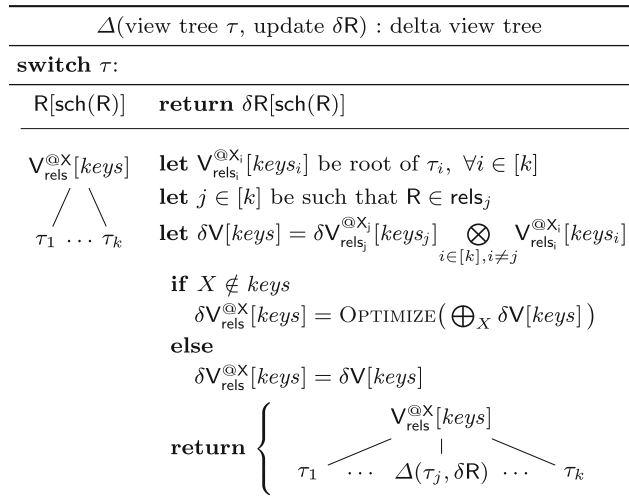 Δ(view tree τ, update δR) : delta view tree
switch τ:
R[sch(R)] return δR[sch(R)]
V^{@X}_{rels}[keys] let V^{@X_i}_{rels_i}[keys_i] be root of τ_i, ∀i ∈ [k]
let j ∈ [k] be such that R ∈ rels_j
τ_1 … τ_k let δV[keys] = δV^{@X_j}_{rels_j}[keys_j] ⊗_{i∈[k],i≠j} V^{@X_i}_{rels_i}[keys_i]
if X ∉ keys
δV^{@X}_{rels}[keys] = OPTIMIZE(⊕_X δV[keys])
else
δV^{@X}_{rels}[keys] = δV[keys]
return { V^{@X}_{rels}[keys]
τ_1 ⋯ Δ(τ_j, δR) ⋯ τ_k